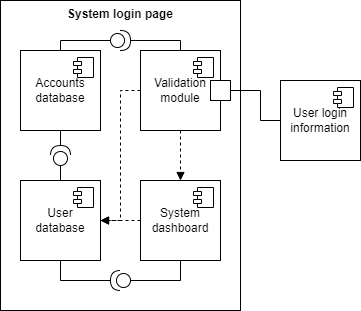 System login page
Accounts
database
Validation
module
User login
information
User
database
System
dashboard